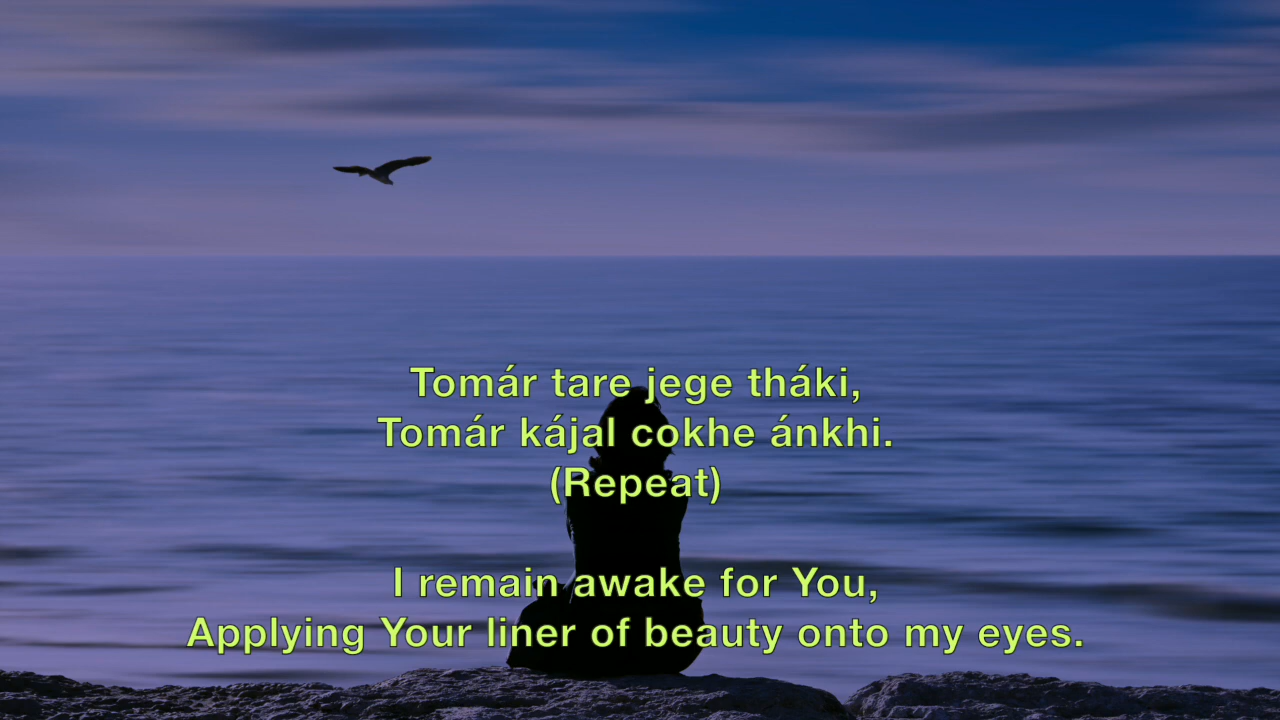 Tomár tare jege tháki,
Tomár kájal cokhe ánkhi.
(Repeat)
I remain awake for You,
Applying Your liner of beauty onto my eyes.